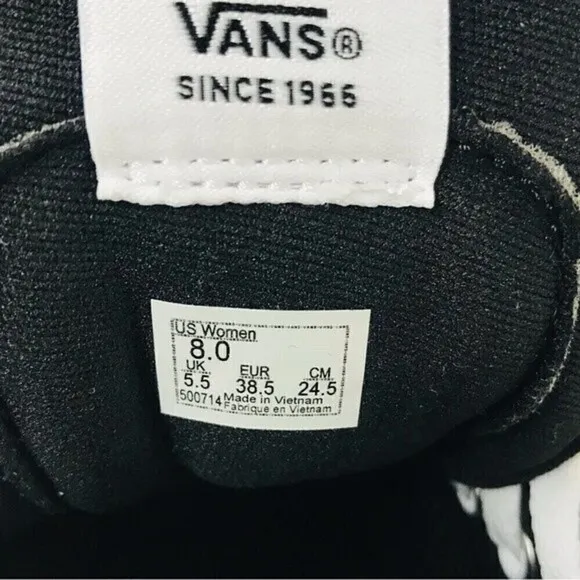 VANS®
SINCE 1966
US Women
8.0
UK EUR CM
5.5 38.5 24.5
500714 Made in Vietnam
Fabrique en Vietnam